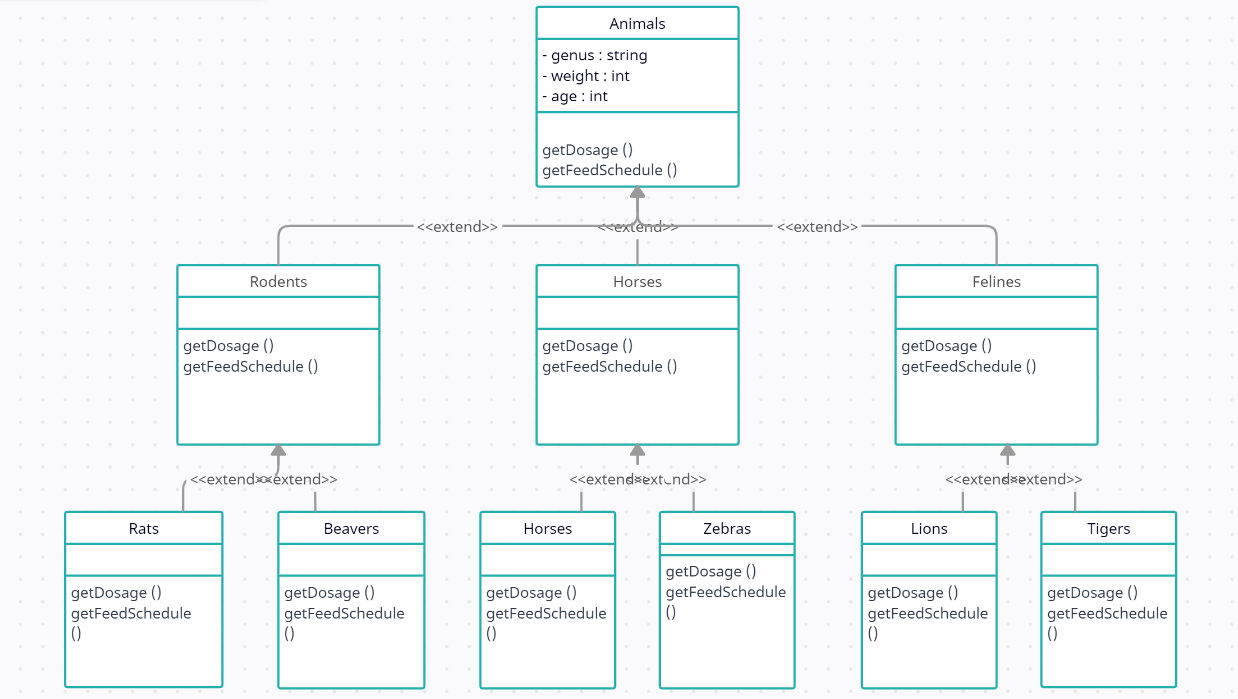 Animals
- genus : string
- weight : int
- age : int
getDosage ()
getFeedSchedule ()
<<extend>>
<<extend>>
<<extend>>
Rodents
getDosage ()
getFeedSchedule ()
Horses
getDosage ()
getFeedSchedule ()
Felines
getDosage ()
getFeedSchedule ()
<<extend>>
<<extend>>
<<extend>>
<<extend>>
<<extend>>
<<extend>>
Rats
getDosage ()
getFeedSchedule
()
Beavers
getDosage ()
getFeedSchedule
()
Horses
getDosage ()
getFeedSchedule
()
Zebras
getDosage ()
getFeedSchedule
()
Lions
getDosage ()
getFeedSchedule
()
Tigers
getDosage ()
getFeedSchedule
()